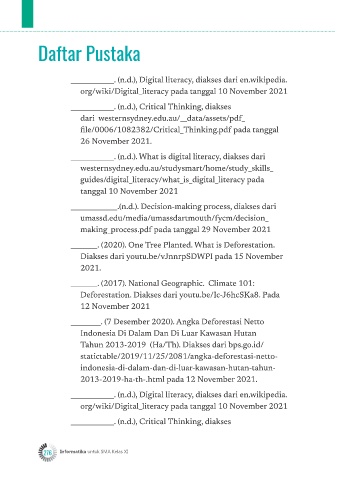 Daftar Pustaka
__________. (n.d.), Digital literacy, diakses dari en.wikipedia.
org/wiki/Digital_literacy pada tanggal 10 November 2021
__________. (n.d.), Critical Thinking, diakses
dari westernsydney.edu.au/__data/assets/pdf_
file/0006/1082382/Critical_Thinking.pdf pada tanggal
26 November 2021.
__________. (n.d.). What is digital literacy, diakses dari
westernsydney.edu.au/studysmart/home/study_skills_
guides/digital_literacy/what_is_digital_literacy pada
tanggal 10 November 2021
___________.(n.d.). Decision-making process, diakses dari
umassd.edu/media/umassdartmouth/fycm/decision_
making_process.pdf pada tanggal 29 November 2021
______. (2020). One Tree Planted. What is Deforestation.
Diakses dari youtu.be/vJnnrpSDWPI pada 15 November
2021.
______. (2017). National Geographic. Climate 101:
Deforestation. Diakses dari youtu.be/Ic-J6hcSKa8. Pada
12 November 2021
_______. (7 Desember 2020). Angka Deforestasi Netto
Indonesia Di Dalam Dan Di Luar Kawasan Hutan
Tahun 2013-2019 (Ha/Th). Diakses dari bps.go.id/
statictable/2019/11/25/2081/angka-deforestasi-netto-
indonesia-di-dalam-dan-di-luar-kawasan-hutan-tahun-
2013-2019-ha-th-.html pada 12 November 2021.
__________. (n.d.), Digital literacy, diakses dari en.wikipedia.
org/wiki/Digital_literacy pada tanggal 10 November 2021
__________. (n.d.), Critical Thinking, diakses
276 Informatika untuk SMA Kelas XI